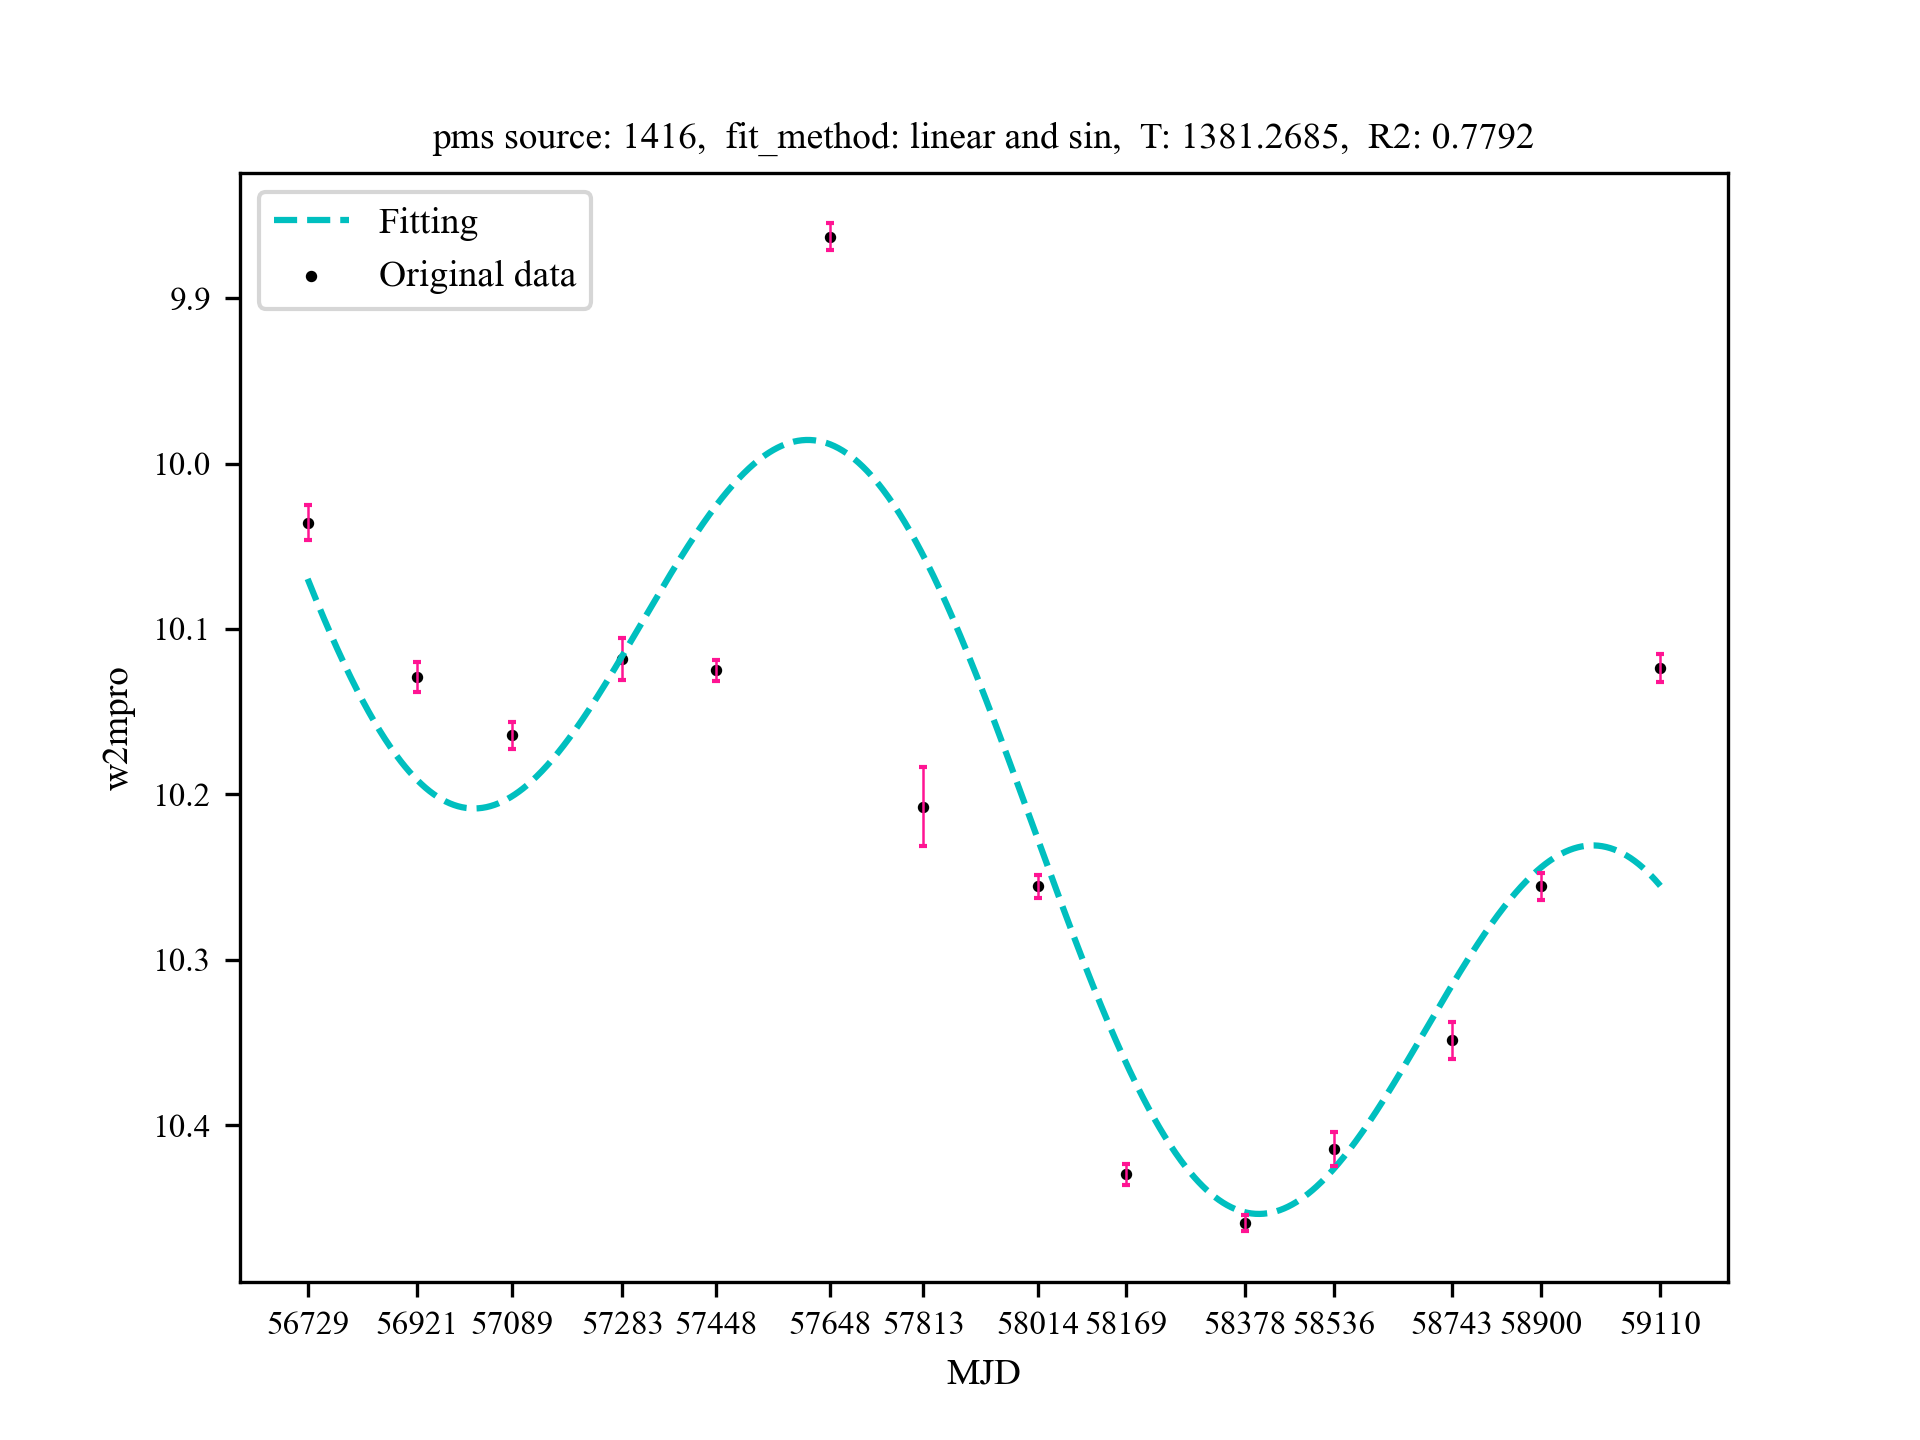 pms source: 1416,  fit_method: linear and sin,  T: 1381.2685,  R2: 0.7792
Fitting
Original data
9.9
10.0
10.1
10.2
10.3
10.4
w2mpro
56729 56921 57089 57283 57448 57648 57813 58014 58169 58378 58536 58743 58900 59110
MJD